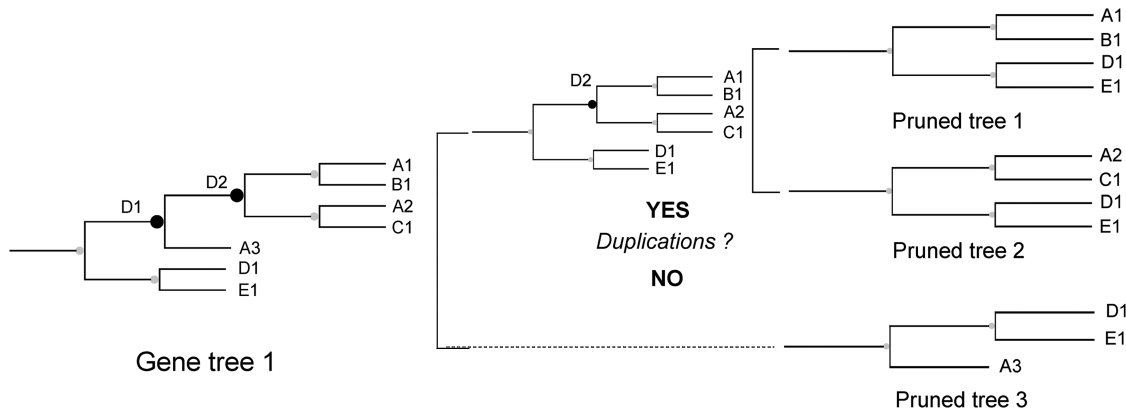 D1
D2
A1
B1
A2
C1
A3
D1
E1
Gene tree 1
D2
A1
B1
A2
C1
D1
E1
YES
Duplications ?
NO
A1
B1
D1
E1
Pruned tree 1
A2
C1
D1
E1
Pruned tree 2
D1
E1
A3
Pruned tree 3